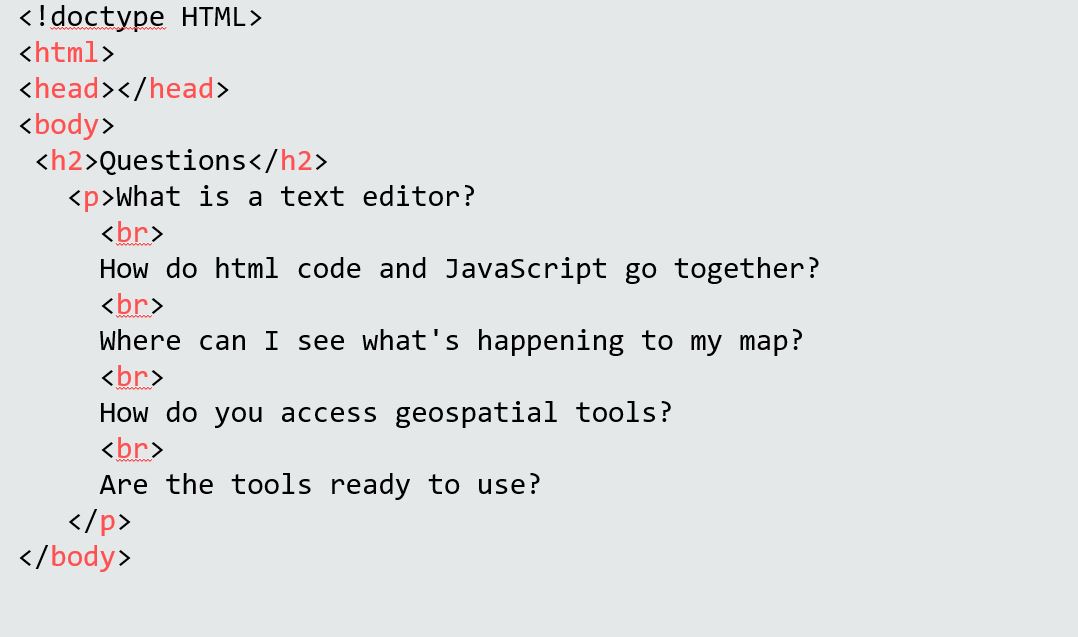 <!doctype HTML>
<html>
<head></head>
<body>
<h2>Questions</h2>
<p>What is a text editor?
<br>
How do html code and JavaScript go together?
<br>
Where can I see what's happening to my map?
<br>
How do you access geospatial tools?
<br>
Are the tools ready to use?
</p>
</body>